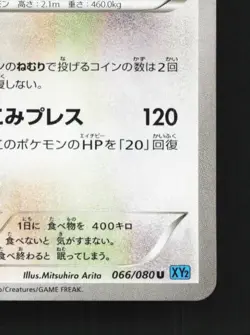 高さ：2.1m 重さ：460.0kg
のねむりで投げるコインの数は2回
復しない。
こみプレス 120
このポケモンのHPを「20」回復
1日に 食べ物を 400キロ
食べないと 気がすまない。
食べ終わると 眠ってしまう。
Illus.Mitsuhiro Arita 066/080 U XY2
o/Creatures/GAME FREAK.